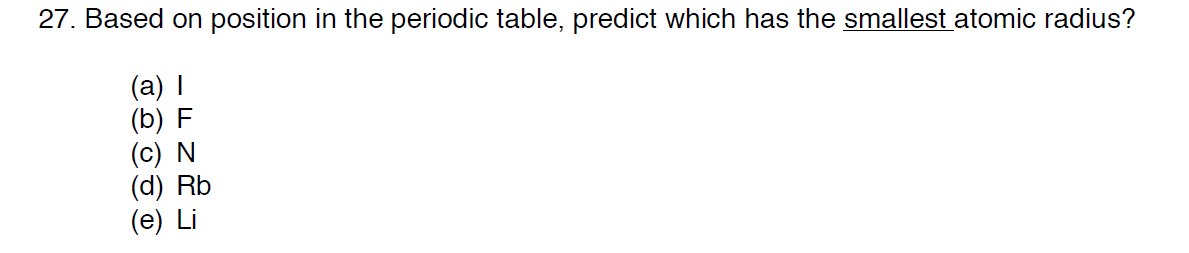 27. Based on position in the periodic table, predict which has the smallest atomic radius?
(a) I
(b) F
(c) N
(d) Rb
(e) Li